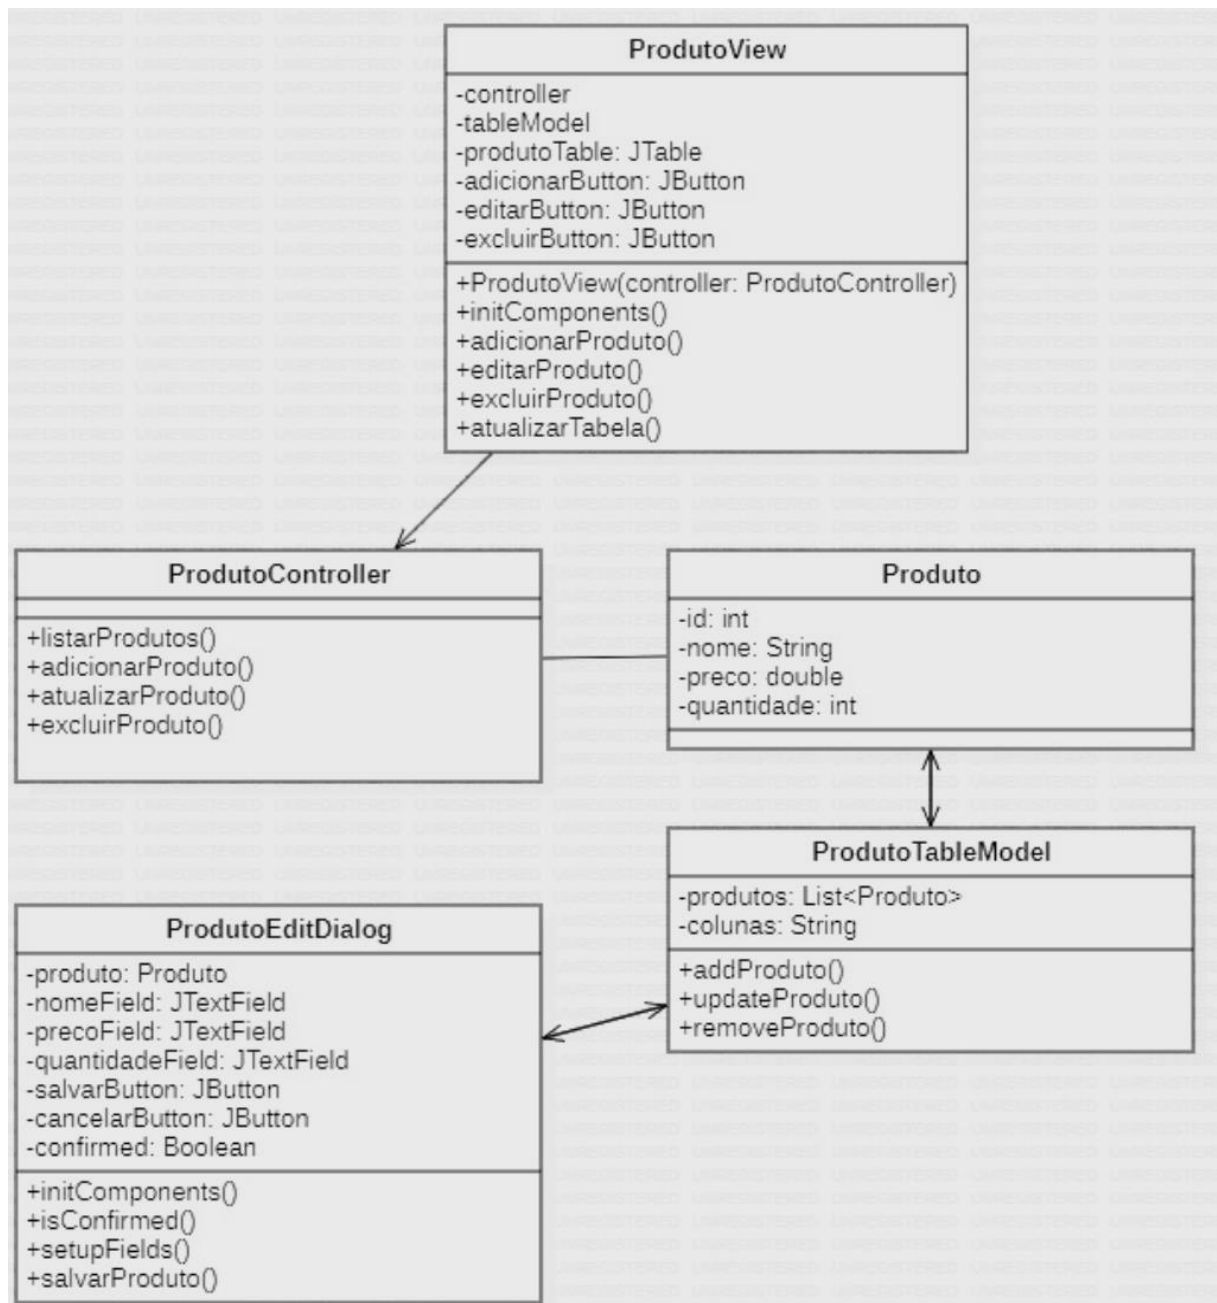 ProdutoView
-controller
-tableModel
-produtoTable: JTable
-adicionarButton: JButton
-editarButton: JButton
-excluirButton: JButton
+ProdutoView(controller: ProdutoController)
+initComponents()
+adicionarProduto()
+editarProduto()
+excluirProduto()
+atualizarTabela()
ProdutoController
+listarProdutos()
+adicionarProduto()
+atualizarProduto()
+excluirProduto()
Produto
-id: int
-nome: String
-preco: double
-quantidade: int
ProdutoTableModel
-produtos: List<Produto>
-colunas: String
+addProduto()
+updateProduto()
+removeProduto()
ProdutoEditDialog
-produto: Produto
-nomeField: JTextField
-precoField: JTextField
-quantidadeField: JTextField
-salvarButton: JButton
-cancelarButton: JButton
-confirmed: Boolean
+initComponents()
+isConfirmed()
+setupFields()
+salvarProduto()